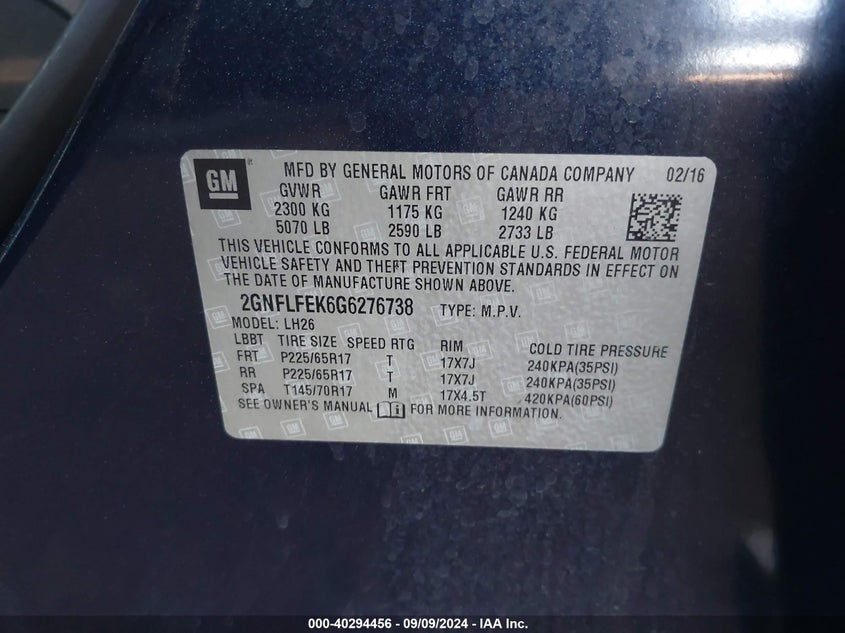 GM MFD BY GENERAL MOTORS OF CANADA COMPANY 02/16
GVWR GAWR FRT GAWR RR
2300 KG 1175 KG 1240 KG
5070 LB 2590 LB 2733 LB
THIS VEHICLE CONFORMS TO ALL APPLICABLE U.S. FEDERAL MOTOR
VEHICLE SAFETY AND THEFT PREVENTION STANDARDS IN EFFECT ON
THE DATE OF MANUFACTURE SHOWN ABOVE.
2GNFLFEK6G6276738 TYPE: M.P.V.
MODEL: LH26
LBBT TIRE SIZE SPEED RTG RIM COLD TIRE PRESSURE
FRT P225/65R17 T 17X7J 240KPA(35PSI)
RR P225/65R17 T 17X7J 240KPA(35PSI)
SPA T145/70R17 M 17X4.5T 420KPA(60PSI)
SEE OWNER'S MANUAL FOR MORE INFORMATION.
000-40294456 - 09/09/2024 - IAA Inc.